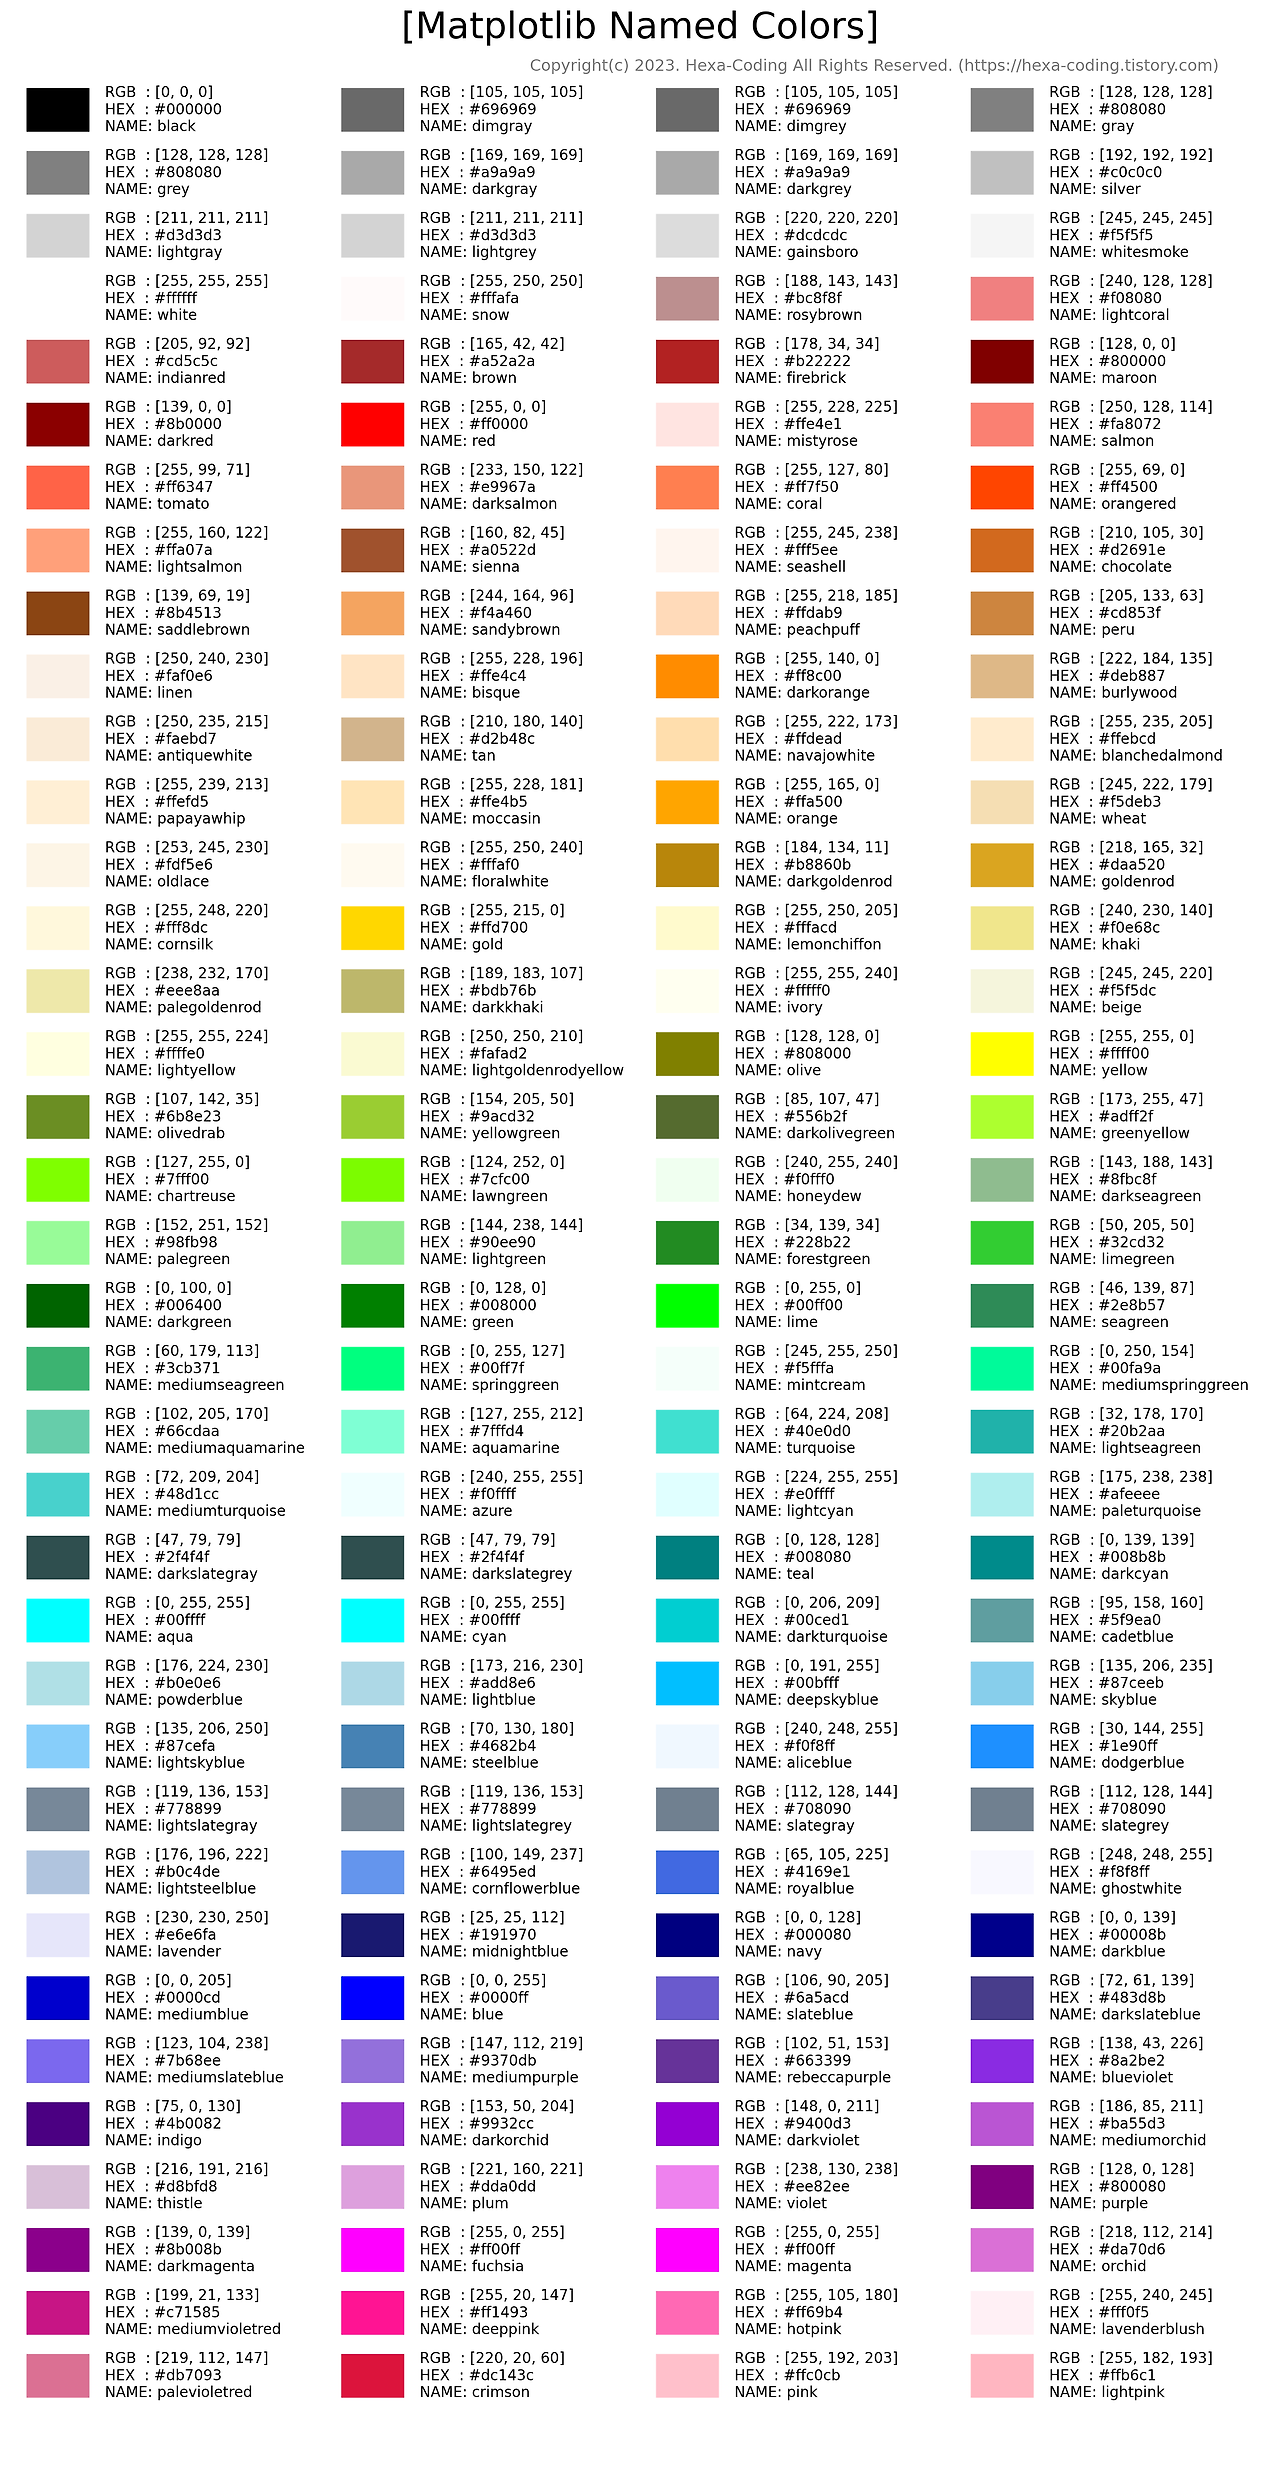 [Matplotlib Named Colors]
Copyright(c) 2023. Hexa-Coding All Rights Reserved. (https://hexa-coding.tistory.com)
RGB : [0, 0, 0]
HEX : #000000
NAME: black
RGB : [105, 105, 105]
HEX : #696969
NAME: dimgray
RGB : [105, 105, 105]
HEX : #696969
NAME: dimgrey
RGB : [128, 128, 128]
HEX : #808080
NAME: gray
RGB : [128, 128, 128]
HEX : #808080
NAME: grey
RGB : [169, 169, 169]
HEX : #a9a9a9
NAME: darkgray
RGB : [169, 169, 169]
HEX : #a9a9a9
NAME: darkgrey
RGB : [192, 192, 192]
HEX : #c0c0c0
NAME: silver
RGB : [211, 211, 211]
HEX : #d3d3d3
NAME: lightgray
RGB : [211, 211, 211]
HEX : #d3d3d3
NAME: lightgrey
RGB : [220, 220, 220]
HEX : #dcdcdc
NAME: gainsboro
RGB : [245, 245, 245]
HEX : #f5f5f5
NAME: whitesmoke
RGB : [255, 255, 255]
HEX : #ffffff
NAME: white
RGB : [255, 250, 250]
HEX : #fffafa
NAME: snow
RGB : [188, 143, 143]
HEX : #bc8f8f
NAME: rosybrown
RGB : [240, 128, 128]
HEX : #f08080
NAME: lightcoral
RGB : [205, 92, 92]
HEX : #cd5c5c
NAME: indianred
RGB : [165, 42, 42]
HEX : #a52a2a
NAME: brown
RGB : [178, 34, 34]
HEX : #b22222
NAME: firebrick
RGB : [128, 0, 0]
HEX : #800000
NAME: maroon
RGB : [139, 0, 0]
HEX : #8b0000
NAME: darkred
RGB : [255, 0, 0]
HEX : #ff0000
NAME: red
RGB : [255, 228, 225]
HEX : #ffe4e1
NAME: mistyrose
RGB : [250, 128, 114]
HEX : #fa8072
NAME: salmon
RGB : [255, 99, 71]
HEX : #ff6347
NAME: tomato
RGB : [233, 150, 122]
HEX : #e9967a
NAME: darksalmon
RGB : [255, 127, 80]
HEX : #ff7f50
NAME: coral
RGB : [255, 69, 0]
HEX : #ff4500
NAME: orangered
RGB : [255, 160, 122]
HEX : #ffa07a
NAME: lightsalmon
RGB : [160, 82, 45]
HEX : #a0522d
NAME: sienna
RGB : [255, 245, 238]
HEX : #fff5ee
NAME: seashell
RGB : [210, 105, 30]
HEX : #d2691e
NAME: chocolate
RGB : [139, 69, 19]
HEX : #8b4513
NAME: saddlebrown
RGB : [244, 164, 96]
HEX : #f4a460
NAME: sandybrown
RGB : [255, 218, 185]
HEX : #ffdab9
NAME: peachpuff
RGB : [205, 133, 63]
HEX : #cd853f
NAME: peru
RGB : [250, 240, 230]
HEX : #faf0e6
NAME: linen
RGB : [255, 228, 196]
HEX : #ffe4c4
NAME: bisque
RGB : [255, 140, 0]
HEX : #ff8c00
NAME: darkorange
RGB : [222, 184, 135]
HEX : #deb887
NAME: burlywood
RGB : [250, 235, 215]
HEX : #faebd7
NAME: antiquewhite
RGB : [210, 180, 140]
HEX : #d2b48c
NAME: tan
RGB : [255, 222, 173]
HEX : #ffdead
NAME: navajowhite
RGB : [255, 235, 205]
HEX : #ffebcd
NAME: blanchedalmond
RGB : [255, 239, 213]
HEX : #ffefd5
NAME: papayawhip
RGB : [255, 228, 181]
HEX : #ffe4b5
NAME: moccasin
RGB : [255, 165, 0]
HEX : #ffa500
NAME: orange
RGB : [245, 222, 179]
HEX : #f5deb3
NAME: wheat
RGB : [253, 245, 230]
HEX : #fdf5e6
NAME: oldlace
RGB : [255, 250, 240]
HEX : #fffaf0
NAME: floralwhite
RGB : [184, 134, 11]
HEX : #b8860b
NAME: darkgoldenrod
RGB : [218, 165, 32]
HEX : #daa520
NAME: goldenrod
RGB : [255, 248, 220]
HEX : #fff8dc
NAME: cornsilk
RGB : [255, 215, 0]
HEX : #ffd700
NAME: gold
RGB : [255, 250, 205]
HEX : #fffacd
NAME: lemonchiffon
RGB : [240, 230, 140]
HEX : #f0e68c
NAME: khaki
RGB : [238, 232, 170]
HEX : #eee8aa
NAME: palegoldenrod
RGB : [189, 183, 107]
HEX : #bdb76b
NAME: darkkhaki
RGB : [255, 255, 240]
HEX : #fffff0
NAME: ivory
RGB : [245, 245, 220]
HEX : #f5f5dc
NAME: beige
RGB : [255, 255, 224]
HEX : #ffffe0
NAME: lightyellow
RGB : [250, 250, 210]
HEX : #fafad2
NAME: lightgoldenrodyellow
RGB : [128, 128, 0]
HEX : #808000
NAME: olive
RGB : [255, 255, 0]
HEX : #ffff00
NAME: yellow
RGB : [107, 142, 35]
HEX : #6b8e23
NAME: olivedrab
RGB : [154, 205, 50]
HEX : #9acd32
NAME: yellowgreen
RGB : [85, 107, 47]
HEX : #556b2f
NAME: darkolivegreen
RGB : [173, 255, 47]
HEX : #adff2f
NAME: greenyellow
RGB : [127, 255, 0]
HEX : #7fff00
NAME: chartreuse
RGB : [124, 252, 0]
HEX : #7cfc00
NAME: lawngreen
RGB : [240, 255, 240]
HEX : #f0fff0
NAME: honeydew
RGB : [143, 188, 143]
HEX : #8fbc8f
NAME: darkseagreen
RGB : [152, 251, 152]
HEX : #98fb98
NAME: palegreen
RGB : [144, 238, 144]
HEX : #90ee90
NAME: lightgreen
RGB : [34, 139, 34]
HEX : #228b22
NAME: forestgreen
RGB : [50, 205, 50]
HEX : #32cd32
NAME: limegreen
RGB : [0, 100, 0]
HEX : #006400
NAME: darkgreen
RGB : [0, 128, 0]
HEX : #008000
NAME: green
RGB : [0, 255, 0]
HEX : #00ff00
NAME: lime
RGB : [46, 139, 87]
HEX : #2e8b57
NAME: seagreen
RGB : [60, 179, 113]
HEX : #3cb371
NAME: mediumseagreen
RGB : [0, 255, 127]
HEX : #00ff7f
NAME: springgreen
RGB : [245, 255, 250]
HEX : #f5fffa
NAME: mintcream
RGB : [0, 250, 154]
HEX : #00fa9a
NAME: mediumspringgreen
RGB : [102, 205, 170]
HEX : #66cdaa
NAME: mediumaquamarine
RGB : [127, 255, 212]
HEX : #7fffd4
NAME: aquamarine
RGB : [64, 224, 208]
HEX : #40e0d0
NAME: turquoise
RGB : [32, 178, 170]
HEX : #20b2aa
NAME: lightseagreen
RGB : [72, 209, 204]
HEX : #48d1cc
NAME: mediumturquoise
RGB : [240, 255, 255]
HEX : #f0ffff
NAME: azure
RGB : [224, 255, 255]
HEX : #e0ffff
NAME: lightcyan
RGB : [175, 238, 238]
HEX : #afeeee
NAME: paleturquoise
RGB : [47, 79, 79]
HEX : #2f4f4f
NAME: darkslategray
RGB : [47, 79, 79]
HEX : #2f4f4f
NAME: darkslategrey
RGB : [0, 128, 128]
HEX : #008080
NAME: teal
RGB : [0, 139, 139]
HEX : #008b8b
NAME: darkcyan
RGB : [0, 255, 255]
HEX : #00ffff
NAME: aqua
RGB : [0, 255, 255]
HEX : #00ffff
NAME: cyan
RGB : [0, 206, 209]
HEX : #00ced1
NAME: darkturquoise
RGB : [95, 158, 160]
HEX : #5f9ea0
NAME: cadetblue
RGB : [176, 224, 230]
HEX : #b0e0e6
NAME: powderblue
RGB : [173, 216, 230]
HEX : #add8e6
NAME: lightblue
RGB : [0, 191, 255]
HEX : #00bfff
NAME: deepskyblue
RGB : [135, 206, 235]
HEX : #87ceeb
NAME: skyblue
RGB : [135, 206, 250]
HEX : #87cefa
NAME: lightskyblue
RGB : [70, 130, 180]
HEX : #4682b4
NAME: steelblue
RGB : [240, 248, 255]
HEX : #f0f8ff
NAME: aliceblue
RGB : [30, 144, 255]
HEX : #1e90ff
NAME: dodgerblue
RGB : [119, 136, 153]
HEX : #778899
NAME: lightslategray
RGB : [119, 136, 153]
HEX : #778899
NAME: lightslategrey
RGB : [112, 128, 144]
HEX : #708090
NAME: slategray
RGB : [112, 128, 144]
HEX : #708090
NAME: slategrey
RGB : [176, 196, 222]
HEX : #b0c4de
NAME: lightsteelblue
RGB : [100, 149, 237]
HEX : #6495ed
NAME: cornflowerblue
RGB : [65, 105, 225]
HEX : #4169e1
NAME: royalblue
RGB : [248, 248, 255]
HEX : #f8f8ff
NAME: ghostwhite
RGB : [230, 230, 250]
HEX : #e6e6fa
NAME: lavender
RGB : [25, 25, 112]
HEX : #191970
NAME: midnightblue
RGB : [0, 0, 128]
HEX : #000080
NAME: navy
RGB : [0, 0, 139]
HEX : #00008b
NAME: darkblue
RGB : [0, 0, 205]
HEX : #0000cd
NAME: mediumblue
RGB : [0, 0, 255]
HEX : #0000ff
NAME: blue
RGB : [106, 90, 205]
HEX : #6a5acd
NAME: slateblue
RGB : [72, 61, 139]
HEX : #483d8b
NAME: darkslateblue
RGB : [123, 104, 238]
HEX : #7b68ee
NAME: mediumslateblue
RGB : [147, 112, 219]
HEX : #9370db
NAME: mediumpurple
RGB : [102, 51, 153]
HEX : #663399
NAME: rebeccapurple
RGB : [138, 43, 226]
HEX : #8a2be2
NAME: blueviolet
RGB : [75, 0, 130]
HEX : #4b0082
NAME: indigo
RGB : [153, 50, 204]
HEX : #9932cc
NAME: darkorchid
RGB : [148, 0, 211]
HEX : #9400d3
NAME: darkviolet
RGB : [186, 85, 211]
HEX : #ba55d3
NAME: mediumorchid
RGB : [216, 191, 216]
HEX : #d8bfd8
NAME: thistle
RGB : [221, 160, 221]
HEX : #dda0dd
NAME: plum
RGB : [238, 130, 238]
HEX : #ee82ee
NAME: violet
RGB : [128, 0, 128]
HEX : #800080
NAME: purple
RGB : [139, 0, 139]
HEX : #8b008b
NAME: darkmagenta
RGB : [255, 0, 255]
HEX : #ff00ff
NAME: fuchsia
RGB : [255, 0, 255]
HEX : #ff00ff
NAME: magenta
RGB : [218, 112, 214]
HEX : #da70d6
NAME: orchid
RGB : [199, 21, 133]
HEX : #c71585
NAME: mediumvioletred
RGB : [255, 20, 147]
HEX : #ff1493
NAME: deeppink
RGB : [255, 105, 180]
HEX : #ff69b4
NAME: hotpink
RGB : [255, 240, 245]
HEX : #fff0f5
NAME: lavenderblush
RGB : [219, 112, 147]
HEX : #db7093
NAME: palevioletred
RGB : [220, 20, 60]
HEX : #dc143c
NAME: crimson
RGB : [255, 192, 203]
HEX : #ffc0cb
NAME: pink
RGB : [255, 182, 193]
HEX : #ffb6c1
NAME: lightpink